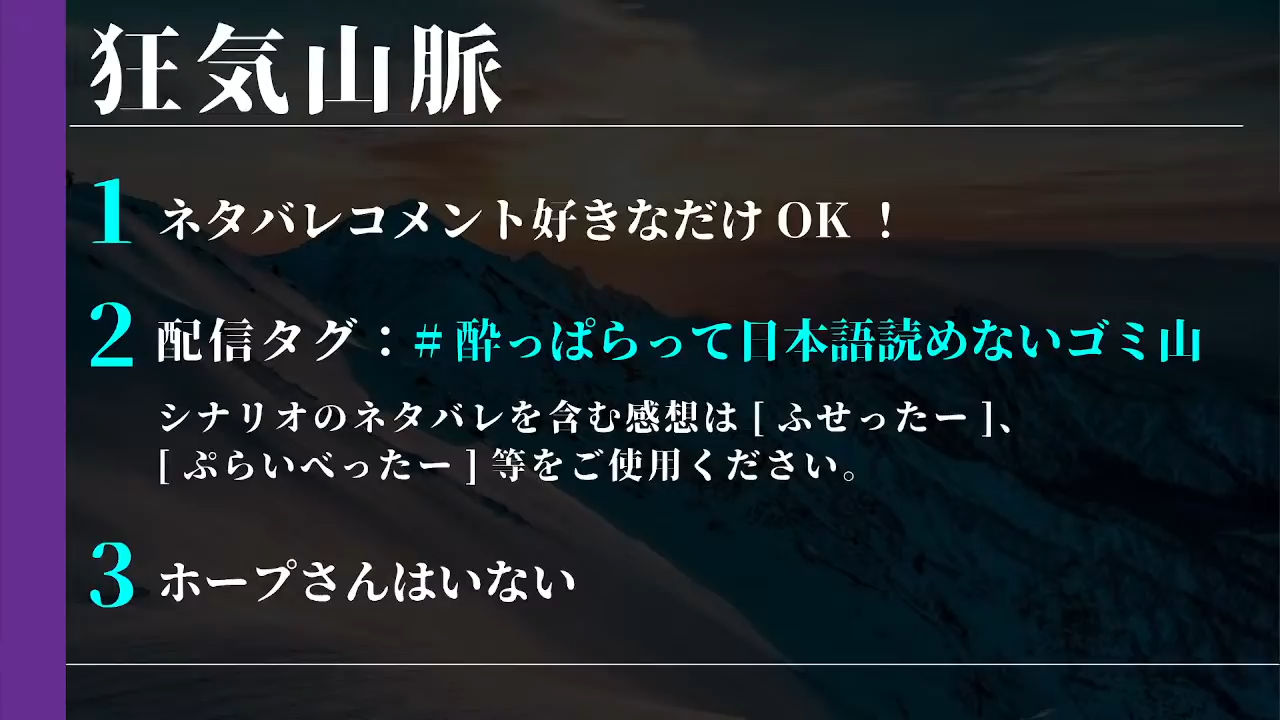 狂気山脈
1 ネタバレコメント好きなだけ OK ！
2 配信タグ：＃酔っぱらって日本語読めないゴミ山
シナリオのネタバレを含む感想は [ ふせったー ]、
[ ぷらいべったー ] 等をご使用ください。
3 ホープさんはいない